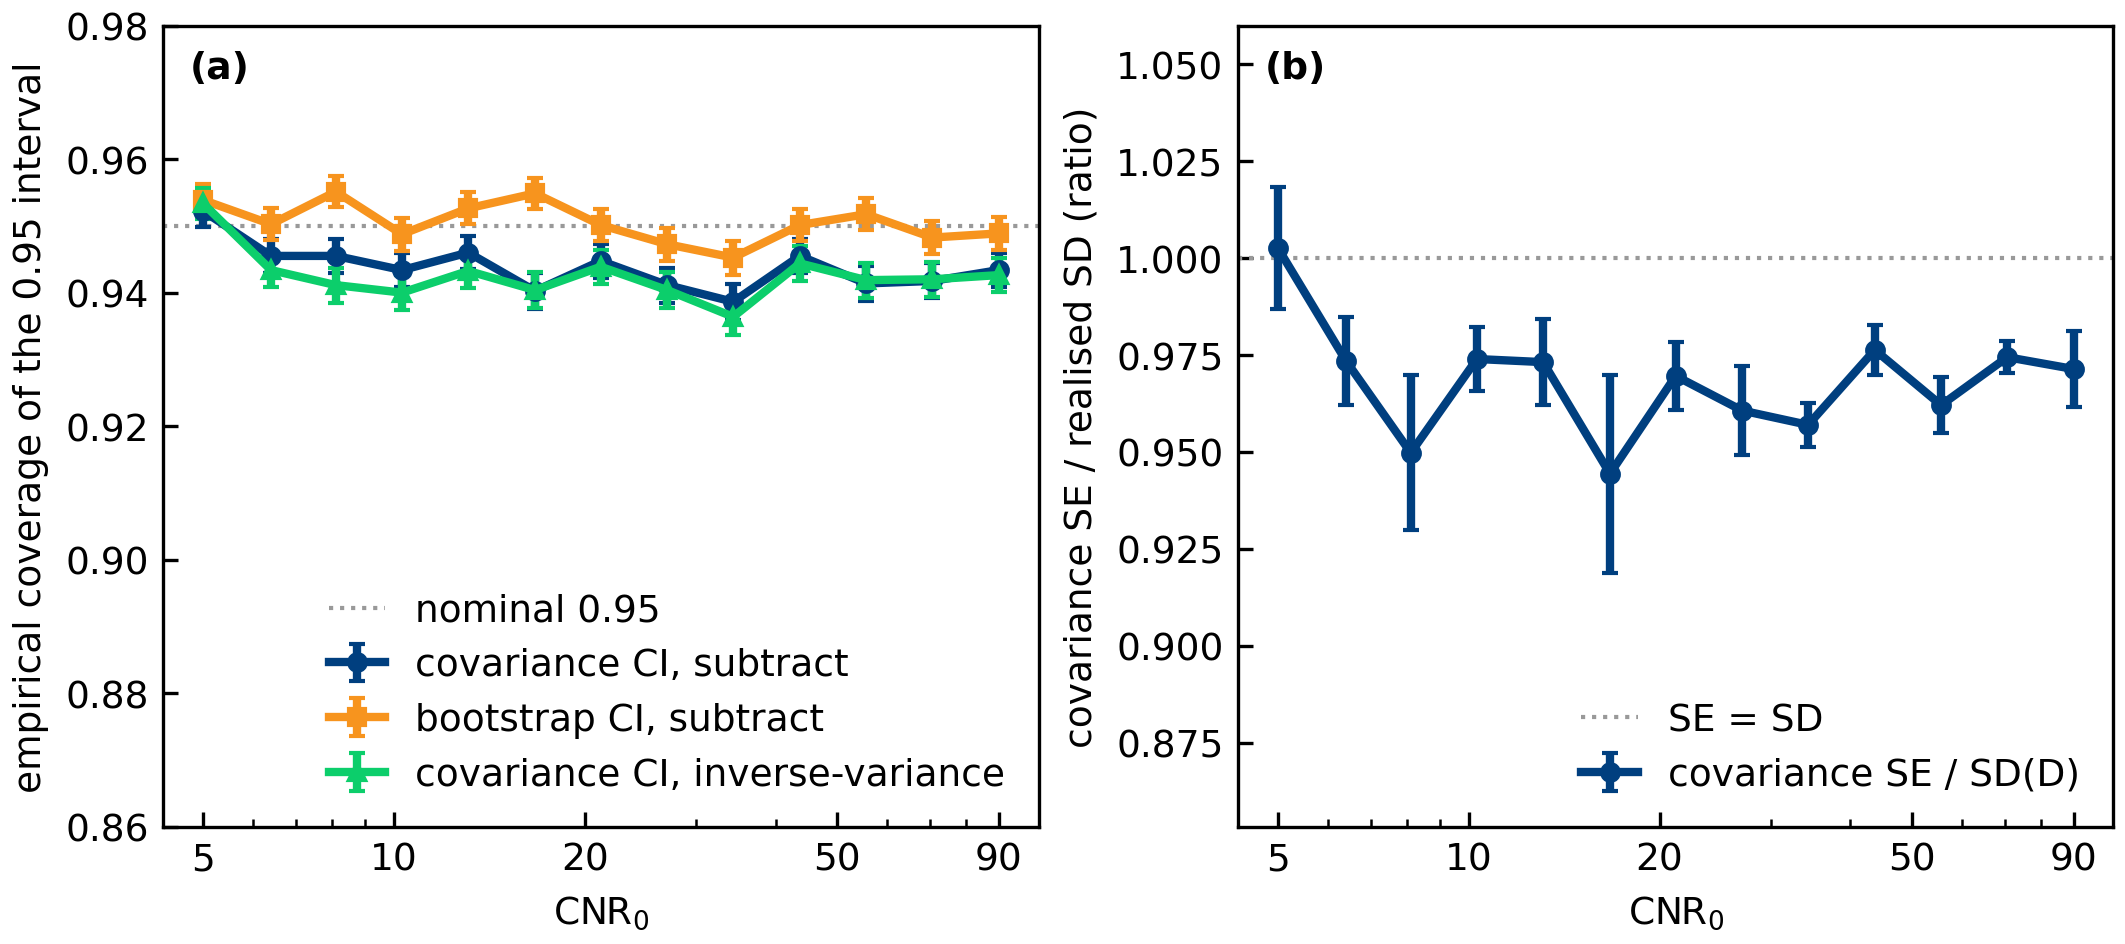 (a)
0.98
0.96
0.94
0.92
0.90
0.88
0.86
empirical coverage of the 0.95 interval
nominal 0.95
covariance CI, subtract
bootstrap CI, subtract
covariance CI, inverse-variance
5
10
20
50
90
CNR₀
(b)
1.050
1.025
1.000
0.975
0.950
0.925
0.900
0.875
covariance SE / realised SD (ratio)
SE = SD
covariance SE / SD(D)
5
10
20
50
90
CNR₀